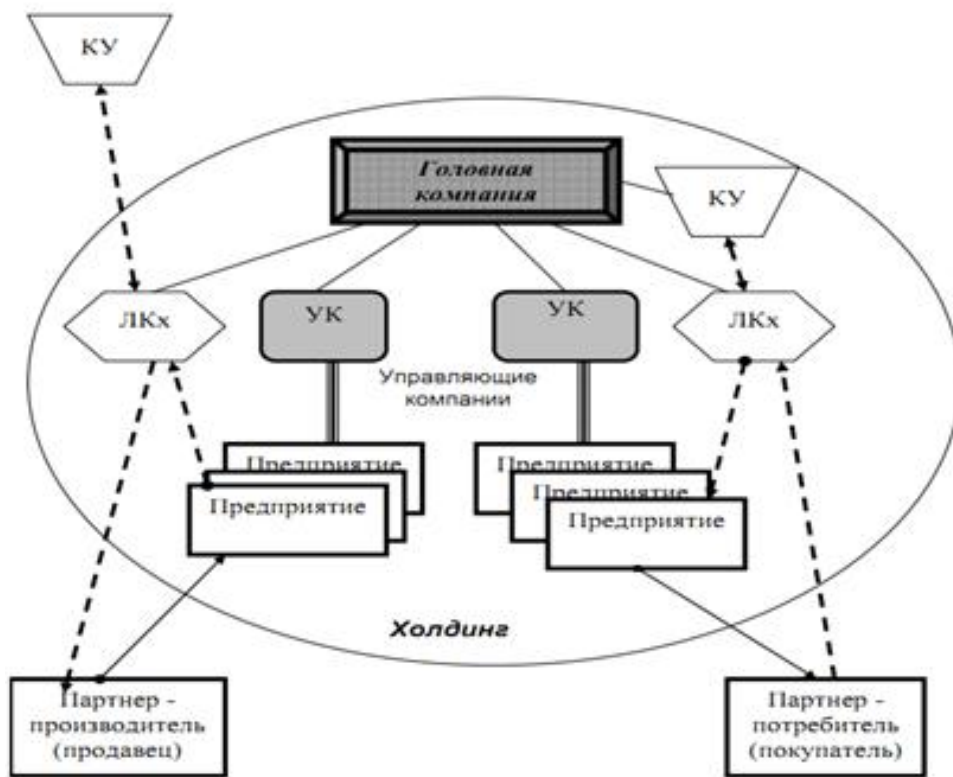 КУ
Головная
компания
КУ
ЛКх
УК
УК
ЛКх
Управляющие
компании
Предприятие
Предприятие
Предприятие
Предприятие
Предприятие
Холдинг
Партнер -
производитель
(продавец)
Партнер -
потребитель
(покупатель)